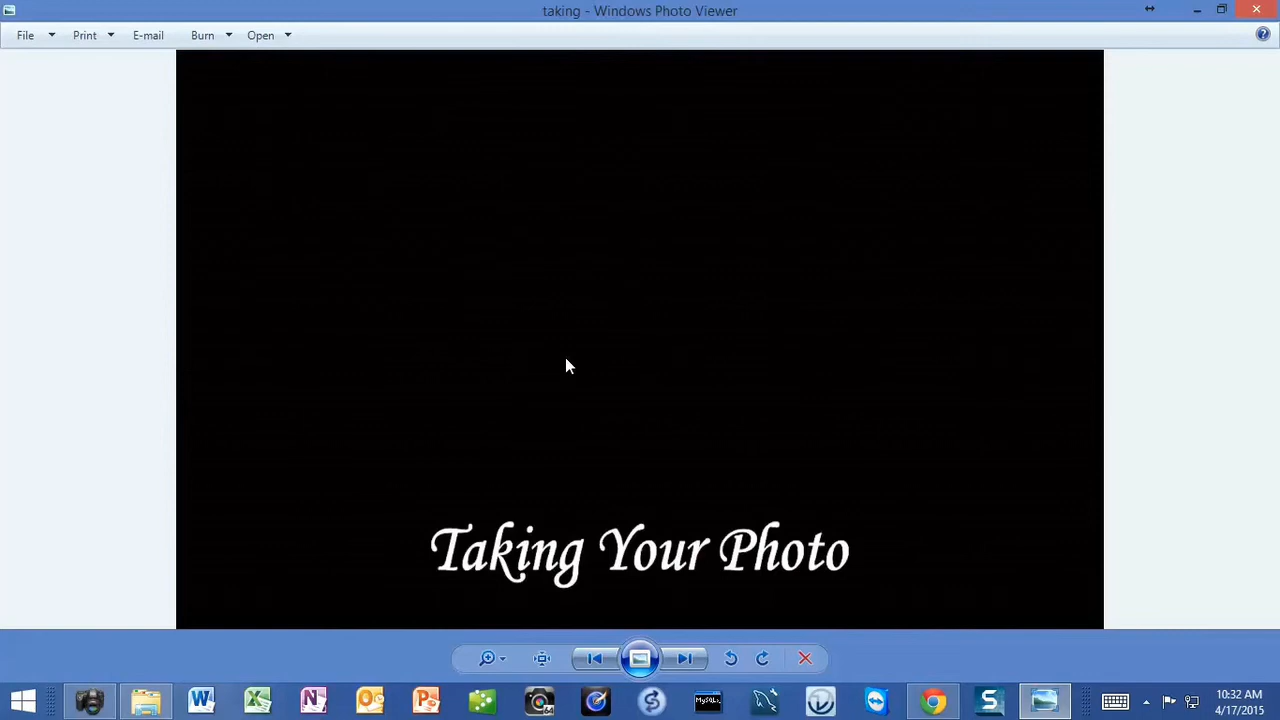 taking - Windows Photo Viewer
File Print E-mail Burn Open
Taking Your Photo
10:32 AM
4/17/2015